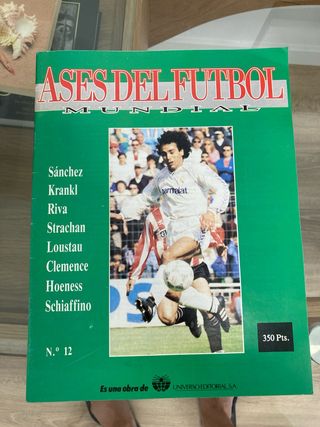 ASES DEL FUTBOL
MUNDIAL
Sánchez
Krankl
Riva
Strachan
Loustau
Clemence
Hoeness
Schiaffino
parmalat
N.º 12
350 Pts.
Es una obra de
UNIVERSO EDITORIAL, S.A.